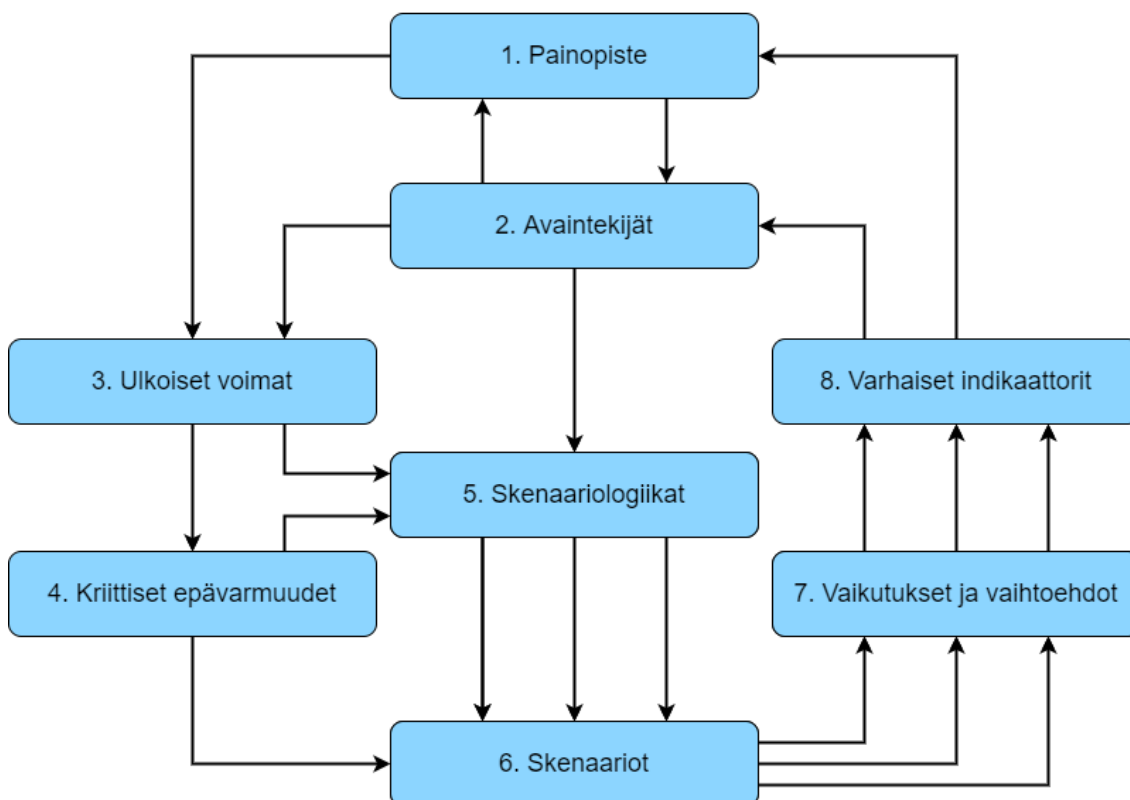 1. Painopiste
2. Avaintekijät
3. Ulkoiset voimat
8. Varhaiset indikaattorit
5. Skenaariologiikat
4. Kriittiset epävarmuudet
7. Vaikutukset ja vaihtoehdot
6. Skenaariot